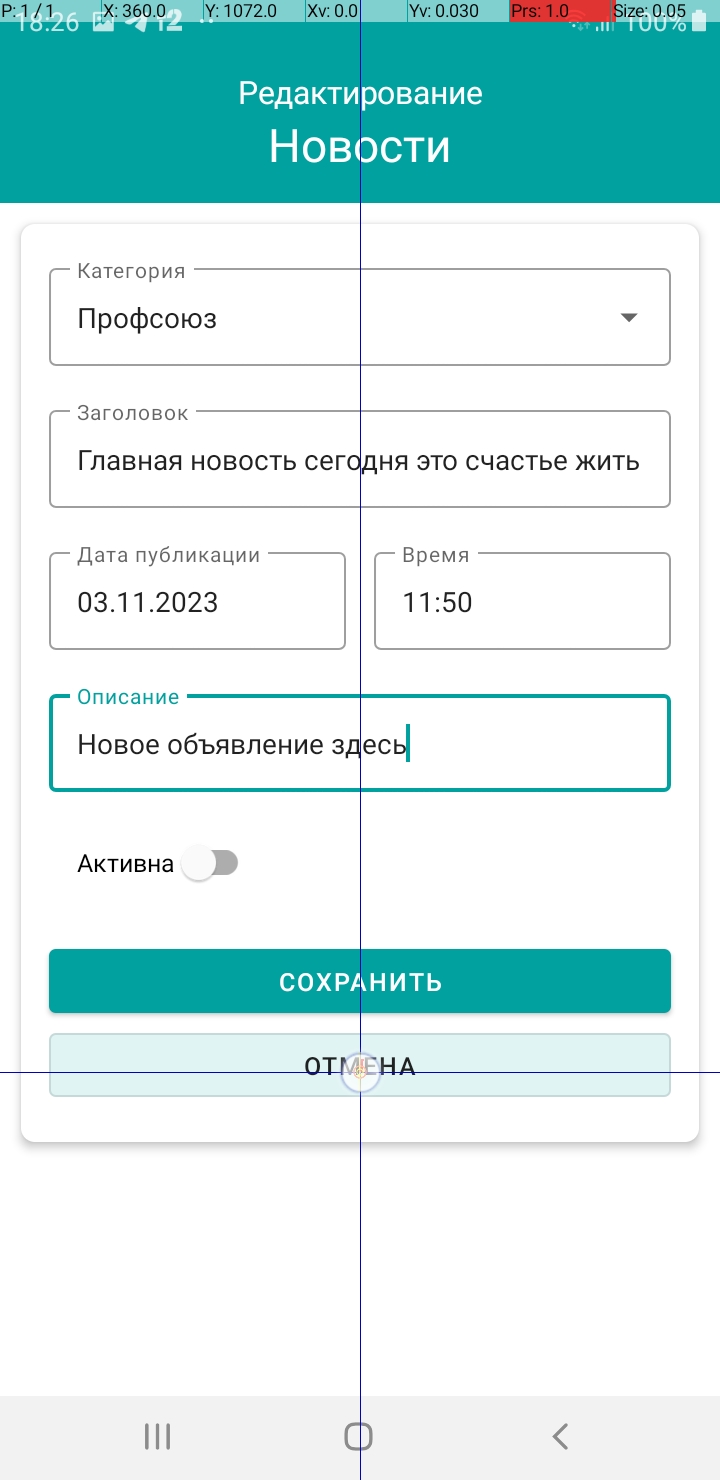 P: 1 / 1 X: 360.0 Y: 1072.0 Xv: 0.0 Yv: 0.030 Prs: 1.0 Size: 0.05
18:26 12 100%
Редактирование
Новости
Категория
Профсоюз
Заголовок
Главная новость сегодня это счастье жить
Дата публикации Время
03.11.2023 11:50
Описание
Новое объявление здесь
Активна
СОХРАНИТЬ
ОТМЕНА